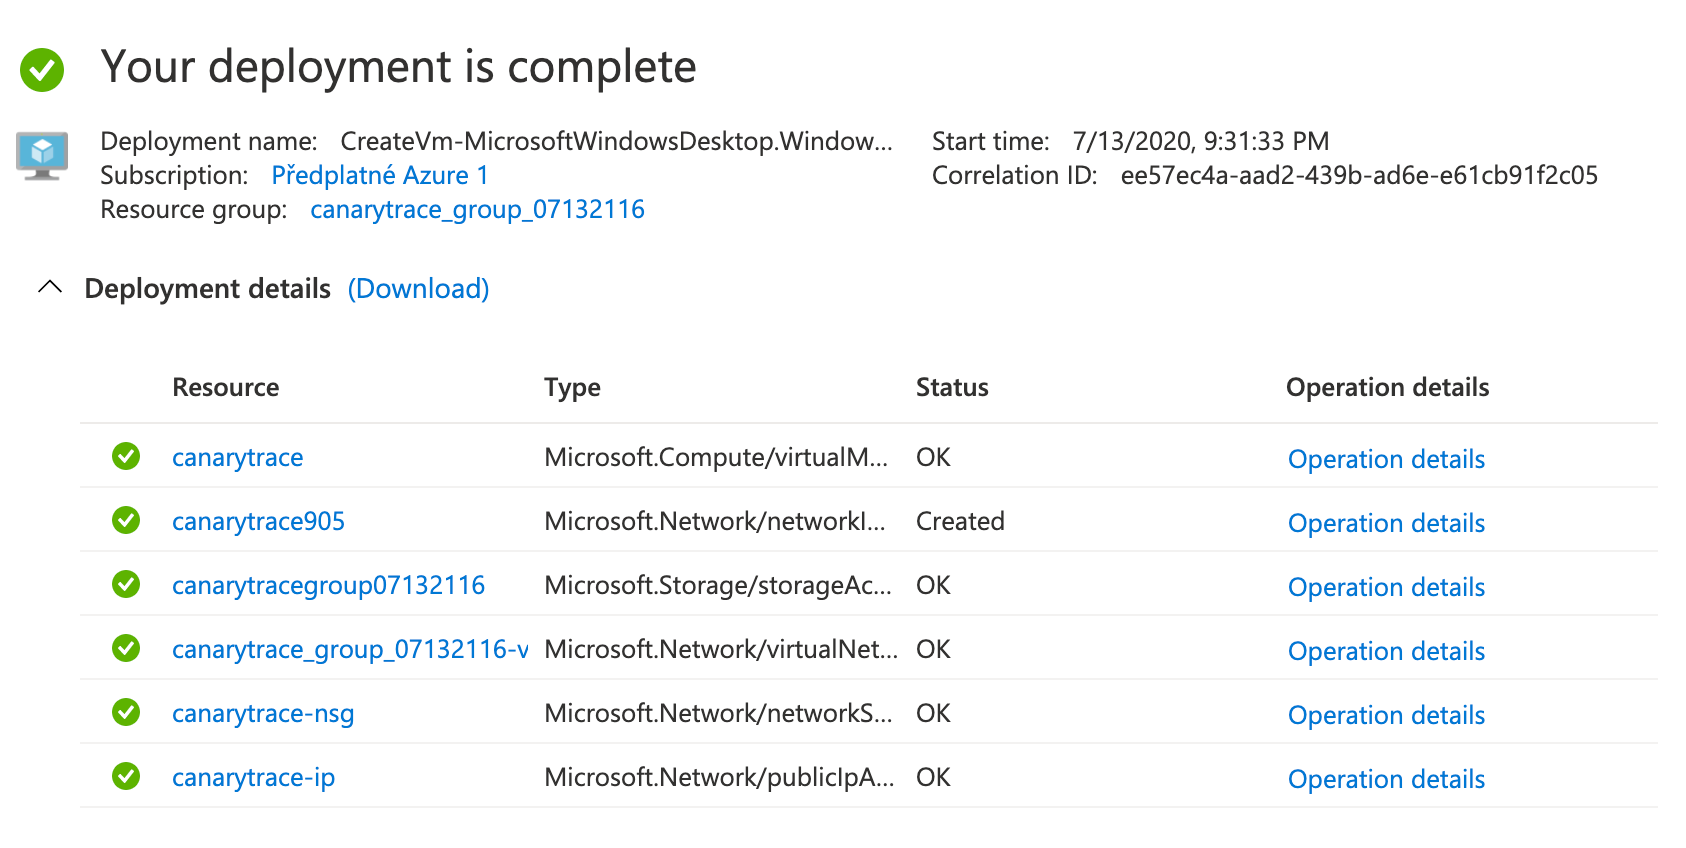 Your deployment is complete
Deployment name: CreateVm-MicrosoftWindowsDesktop.Window... Start time: 7/13/2020, 9:31:33 PM
Subscription: Předplatné Azure 1 Correlation ID: ee57ec4a-aad2-439b-ad6e-e61cb91f2c05
Resource group: canarytrace_group_07132116
Deployment details (Download)
Resource Type Status Operation details
canarytrace Microsoft.Compute/virtualM... OK Operation details
canarytrace905 Microsoft.Network/networkI... Created Operation details
canarytracegroup07132116 Microsoft.Storage/storageAc... OK Operation details
canarytrace_group_07132116-v Microsoft.Network/virtualNet... OK Operation details
canarytrace-nsg Microsoft.Network/networkS... OK Operation details
canarytrace-ip Microsoft.Network/publicIpA... OK Operation details